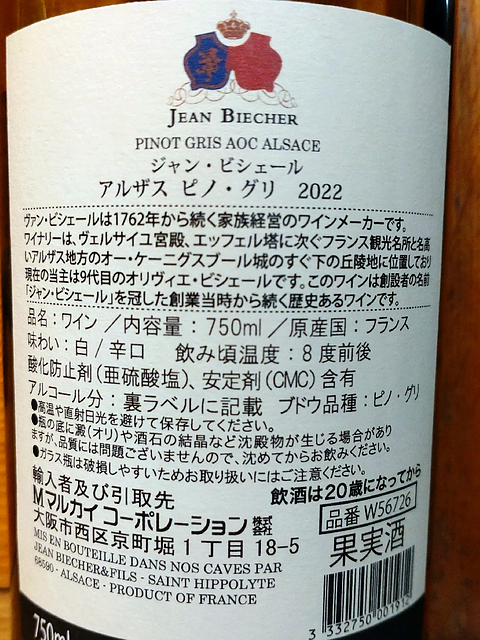 JEAN BIECHER
PINOT GRIS AOC ALSACE
ジャン・ビシェール
アルザス ピノ・グリ 2022
ヴァン・ビシェールは1762年から続く家族経営のワインメーカーです。
ワイナリーは、ヴェルサイユ宮殿、エッフェル塔に次ぐフランス観光名所と名高
いアルザス地方のオー・ケーニグスブール城のすぐ下の丘陵地に位置しており
現在の当主は9代目のオリヴィエ・ビシェールです。このワインは創設者の名前
「ジャン・ビシェール」を冠した創業当時から続く歴史あるワインです。
品名：ワイン／内容量：750ml／原産国：フランス
味わい：白/辛口 飲み頃温度：8度前後
酸化防止剤(亜硫酸塩)、安定剤(CMC)含有
アルコール分：裏ラベルに記載 ブドウ品種：ピノ・グリ
●高温や直射日光を避けて保存してください。
●瓶の底に澱(オリ)や酒石の結晶など沈殿物が生じる場合があり
ますが、品質には問題ございませんので、沈めてからお飲みください。
●ガラス瓶は破損しやすいためお取り扱いにはご注意ください。
輸入者及び引取先 飲酒は20歳になってから
Mマルカイコーポレーション株式会社 品番 W56726
大阪市西区京町堀1丁目18-5 果実酒
MIS EN BOUTEILLE DANS NOS CAVES PAR
JEAN BIECHER&FILS - SAINT HIPPOLYTE
68590 - ALSACE - PRODUCT OF FRANCE
750ml